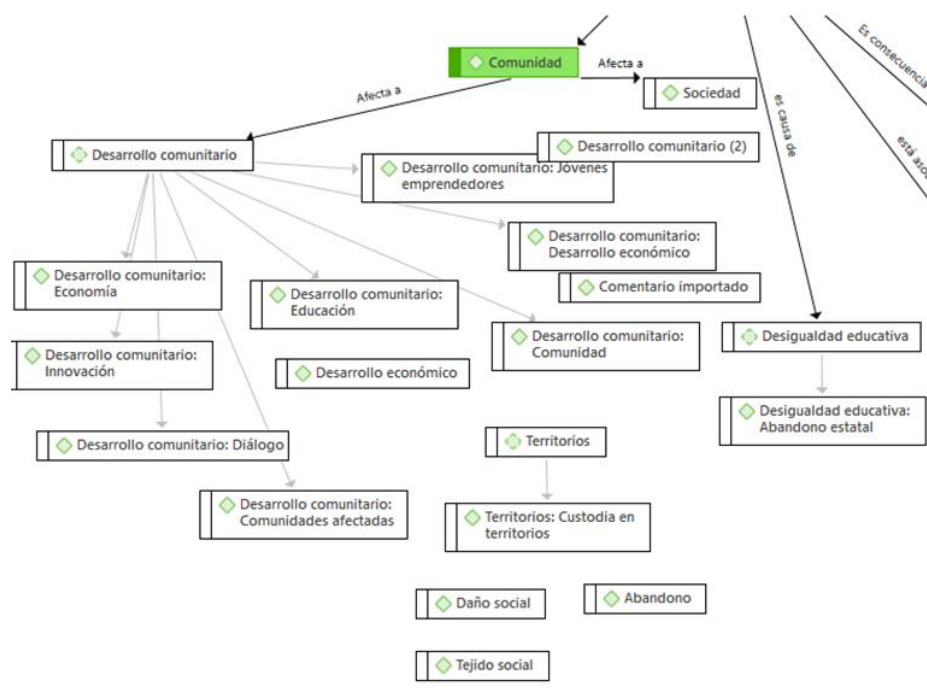 Es consecuencia
Comunidad
Afecta a
Sociedad
Afecta a
es causa de
Desarrollo comunitario (2)
Desarrollo comunitario
Desarrollo comunitario: Jóvenes
emprendedores
Desarrollo comunitario:
Desarrollo económico
Desarrollo comunitario:
Economía
Comentario importado
Desarrollo comunitario:
Educación
Desarrollo comunitario:
Comunidad
Desigualdad educativa
Desarrollo comunitario:
Innovación
Desarrollo económico
Desigualdad educativa:
Abandono estatal
Desarrollo comunitario: Diálogo
Territorios
Desarrollo comunitario:
Comunidades afectadas
Territorios: Custodia en
territorios
Daño social
Abandono
Tejido social